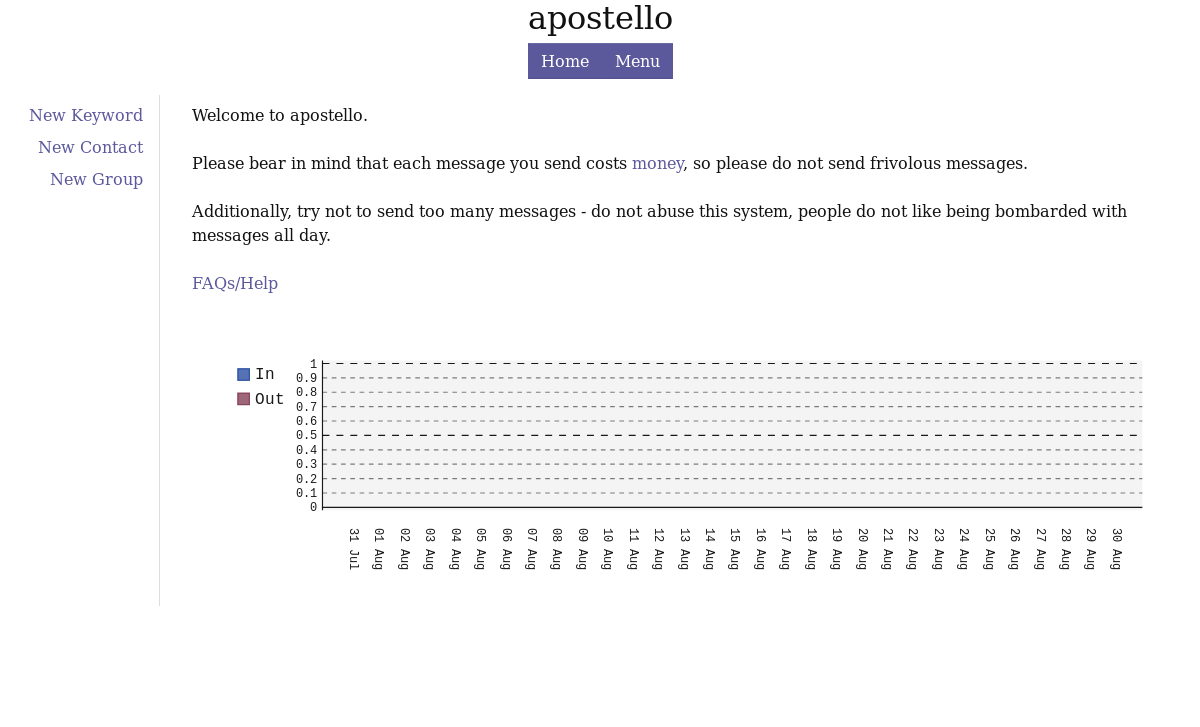 apostello
Home Menu
New Keyword
New Contact
New Group
Welcome to apostello.
Please bear in mind that each message you send costs money, so please do not send frivolous messages.
Additionally, try not to send too many messages - do not abuse this system, people do not like being bombarded with
messages all day.
FAQs/Help
In
Out
1
0.9
0.8
0.7
0.6
0.5
0.4
0.3
0.2
0.1
0
31 Jul
01 Aug
02 Aug
03 Aug
04 Aug
05 Aug
06 Aug
07 Aug
08 Aug
09 Aug
10 Aug
11 Aug
12 Aug
13 Aug
14 Aug
15 Aug
16 Aug
17 Aug
18 Aug
19 Aug
20 Aug
21 Aug
22 Aug
23 Aug
24 Aug
25 Aug
26 Aug
27 Aug
28 Aug
29 Aug
30 Aug